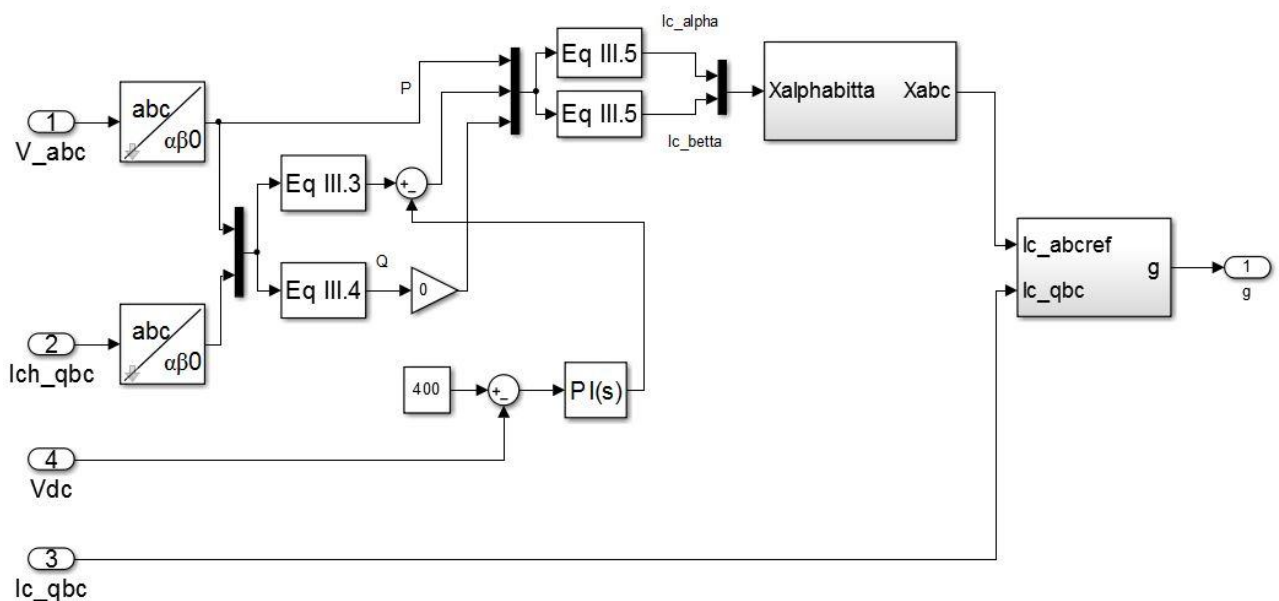 Ic_alpha
Eq III.5
P
Xalphabitta Xabc
abc
αβ0
1
V_abc
Eq III.5
Ic_betta
Eq III.3
+_
Q
Eq III.4
0
Ic_abcref
g
Ic_qbc
1
g
abc
αβ0
2
Ich_qbc
400
+_
PI(s)
4
Vdc
3
Ic_qbc